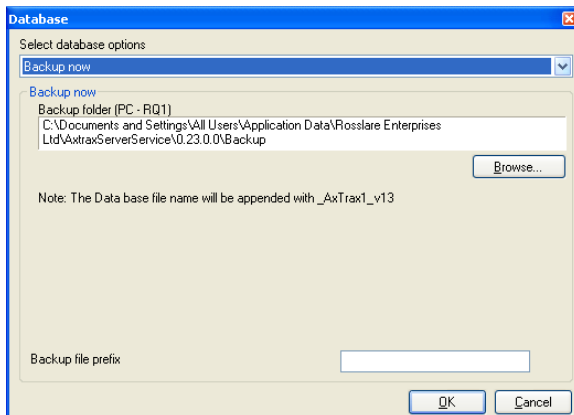 Database
Select database options
Backup now
Backup now
Backup folder (PC - RQ1)
C:\Documents and Settings\All Users\Application Data\Rosslare Enterprises
Ltd\AxtraxServerService\0.23.0.0\Backup
Browse...
Note: The Data base file name will be appended with _AxTrax1_v13
Backup file prefix
OK
Cancel